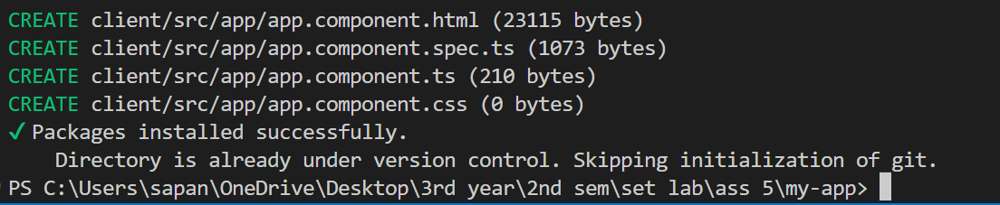 CREATE client/src/app/app.component.html (23115 bytes)
CREATE client/src/app/app.component.spec.ts (1073 bytes)
CREATE client/src/app/app.component.ts (210 bytes)
CREATE client/src/app/app.component.css (0 bytes)
✔ Packages installed successfully.
    Directory is already under version control. Skipping initialization of git.
PS C:\Users\sapan\OneDrive\Desktop\3rd year\2nd sem\set lab\ass 5\my-app>